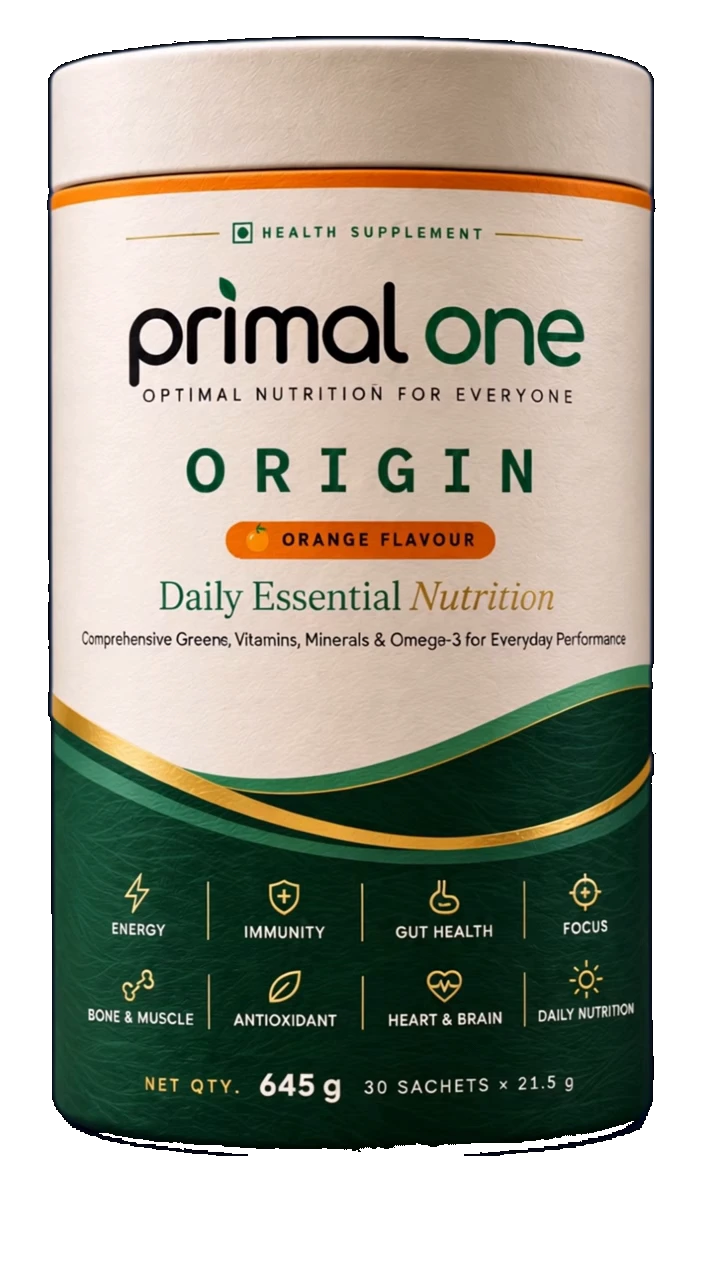 HEALTH SUPPLEMENT
primal one
OPTIMAL NUTRITION FOR EVERYONE
ORIGIN
ORANGE FLAVOUR
Daily Essential Nutrition
Comprehensive Greens, Vitamins, Minerals & Omega-3 for Everyday Performance
ENERGY IMMUNITY GUT HEALTH FOCUS
BONE & MUSCLE ANTIOXIDANT HEART & BRAIN DAILY NUTRITION
NET QTY. 645 g 30 SACHETS × 21.5 g